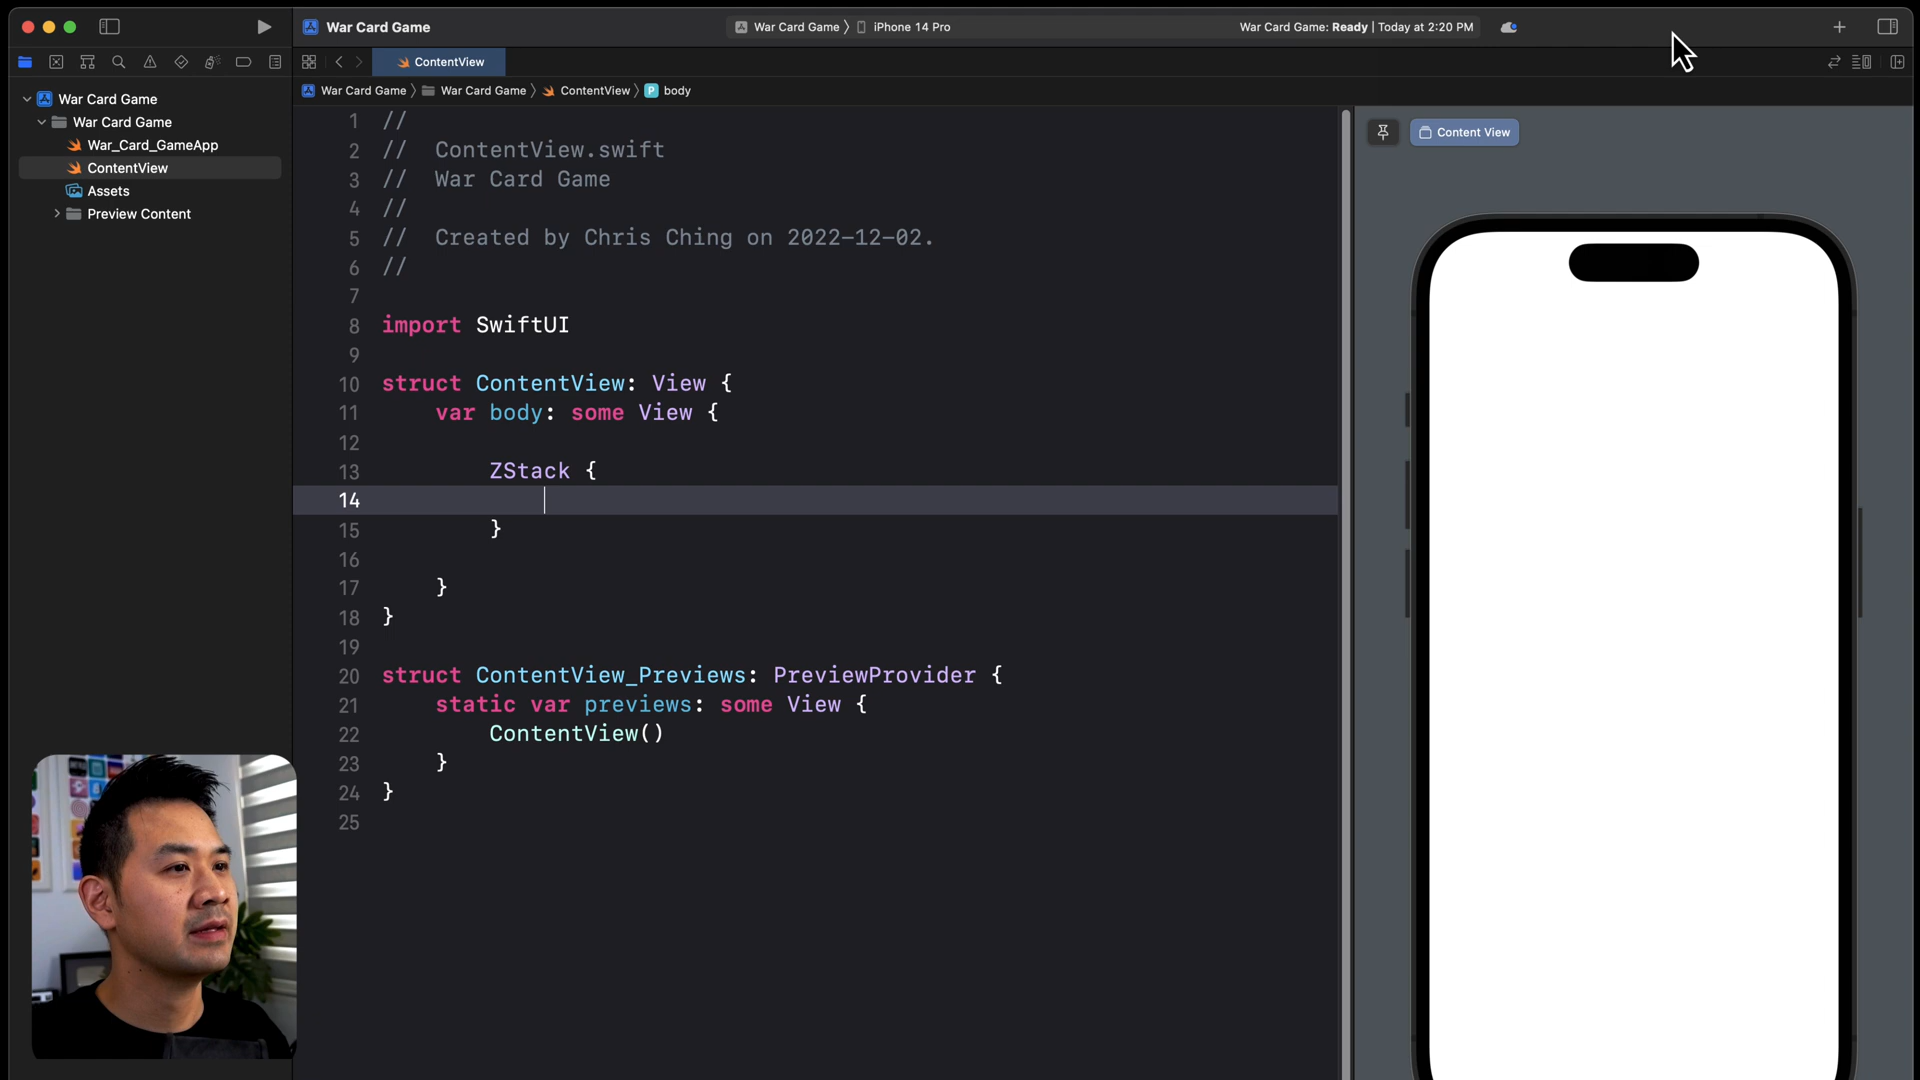 War Card Game
War Card Game 〉 iPhone 14 Pro
War Card Game: Ready | Today at 2:20 PM
ContentView
War Card Game 〉 War Card Game 〉 ContentView 〉 P body
War Card Game
War Card Game
War_Card_GameApp
ContentView
Assets
Preview Content
1 //
2 //  ContentView.swift
3 //  War Card Game
4 //
5 //  Created by Chris Ching on 2022-12-02.
6 //
7
8 import SwiftUI
9
10 struct ContentView: View {
11     var body: some View {
12
13         ZStack {
14
15         }
16
17     }
18 }
19
20 struct ContentView_Previews: PreviewProvider {
21     static var previews: some View {
22         ContentView()
23     }
24 }
25
Content View